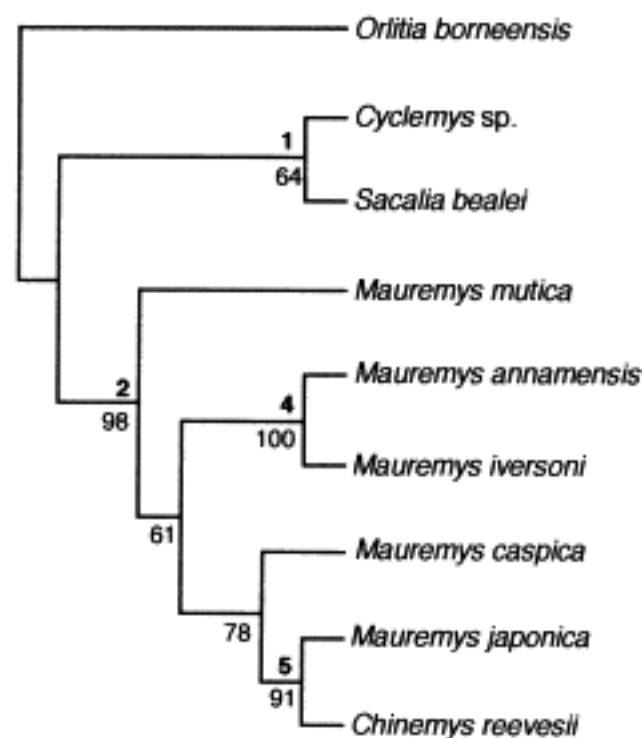 Orlitia borneensis
Cyclemys sp.
1
64
Sacalia bealei
Mauremys mutica
Mauremys annamensis
2
98
4
100
Mauremys iversoni
61
Mauremys caspica
78
Mauremys japonica
5
91
Chinemys reevesii